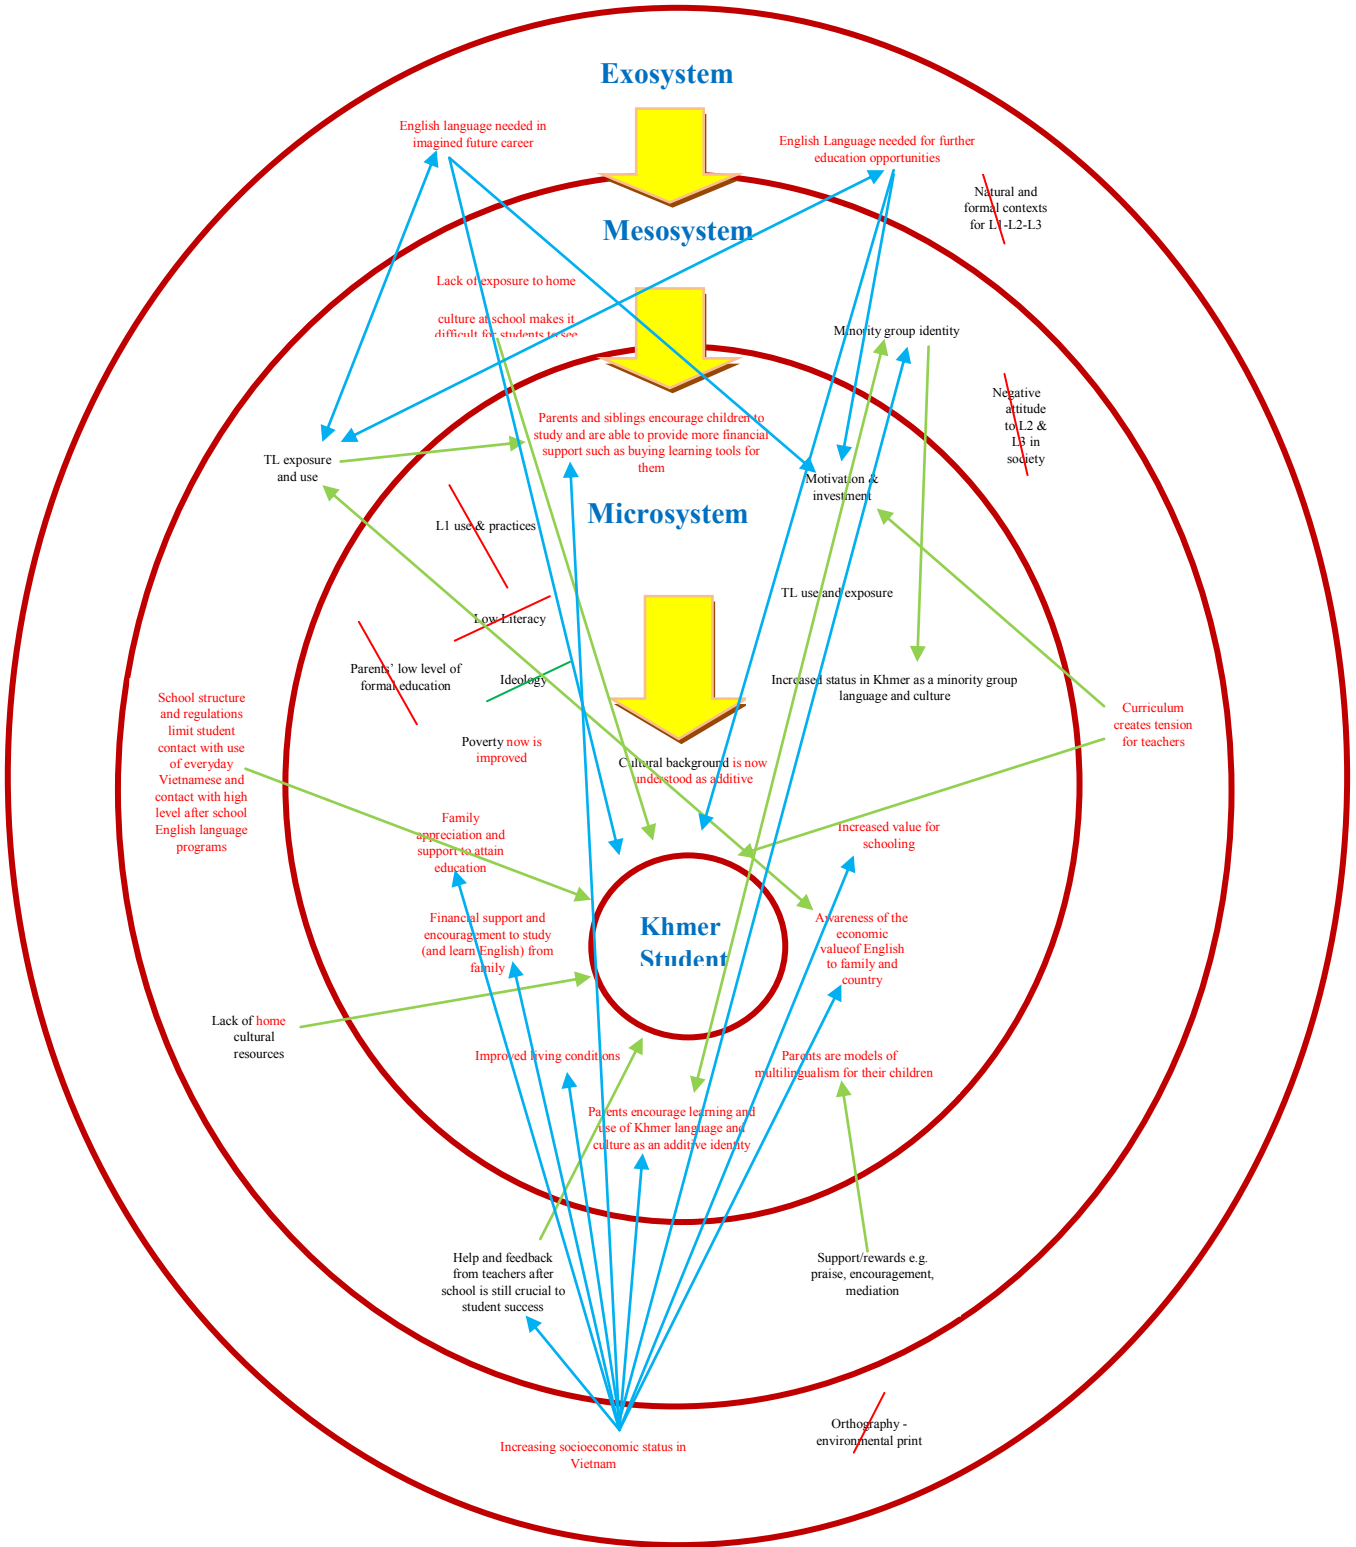 Exosystem
English language needed in
imagined future career
English Language needed for further
education opportunities
Natural and
formal contexts
for L1-L2-L3
Mesosystem
Lack of exposure to home
culture at school makes it
difficult for students to see
Minority group identity
Negative
attitude
to L2 &
L3 in
society
Parents and siblings encourage children to
study and are able to provide more financial
support such as buying learning tools for
them
TL exposure
and use
Motivation &
investment
Microsystem
L1 use & practices
TL use and exposure
Low Literacy
Parents' low level of
formal education
Ideology
Increased status in Khmer as a minority group
language and culture
School structure
and regulations
limit student
contact with use
of everyday
Vietnamese and
contact with high
level after school
English language
programs
Curriculum
creates tension
for teachers
Poverty now is
improved
Cultural background is now
understood as additive
Family
appreciation and
support to attain
education
Increased value for
schooling
Financial support and
encouragement to study
(and learn English) from
family
Khmer
Student
Awareness of the
economic
valueof English
to family and
country
Lack of home
cultural
resources
Improved living conditions
Parents are models of
multilingualism for their children
Parents encourage learning and
use of Khmer language and
culture as an additive identity
Help and feedback
from teachers after
school is still crucial to
student success
Support/rewards e.g.
praise, encouragement,
mediation
Orthography -
environmental print
Increasing socioeconomic status in
Vietnam